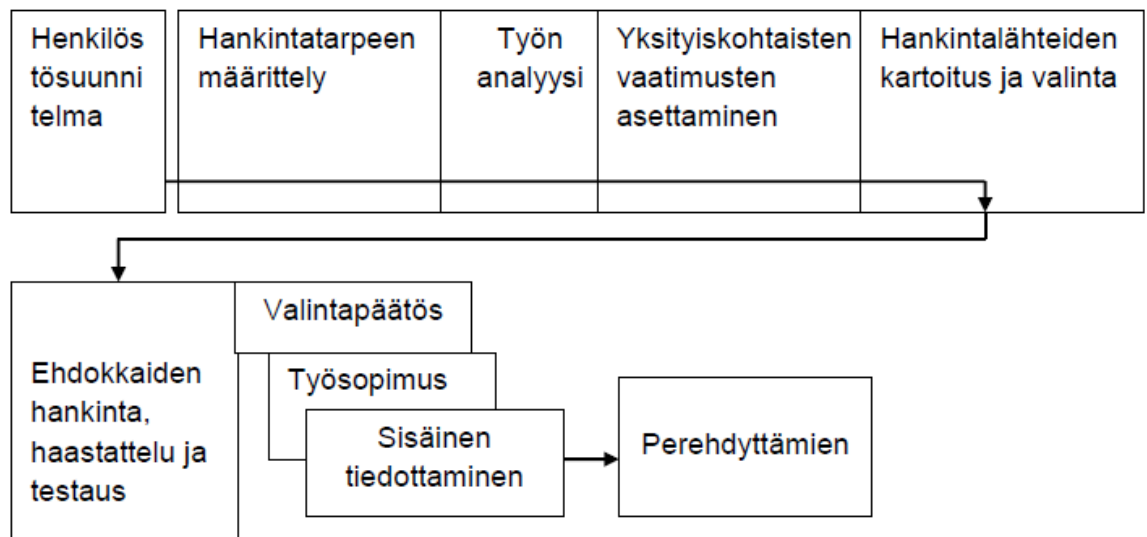 Henkilös
tösuunni
telma
Hankintatarpeen
määrittely
Työn
analyysi
Yksityiskohtaisten
vaatimusten
asettaminen
Hankintalähteiden
kartoitus ja valinta
Valintapäätös
Ehdokkaiden
hankinta,
haastattelu ja
testaus
Työsopimus
Sisäinen
tiedottaminen
Perehdyttämien